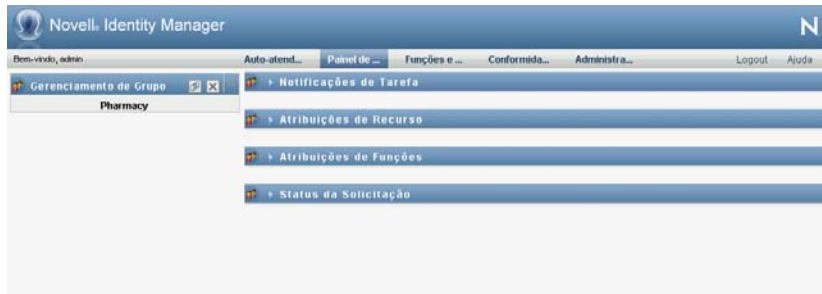 Novell® Identity Manager
N
Bem-vindo, admin
Auto-atend... Painel de ... Funções e ... Conformida... Administra... Logout Ajuda
Gerenciamento de Grupo
Pharmacy
Notificações de Tarefa
Atribuições de Recurso
Atribuições de Funções
Status da Solicitação